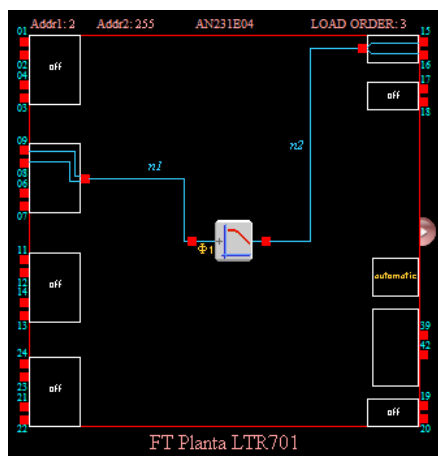 Addr1: 2 Addr2: 255 AN231E04 LOAD ORDER: 3
01
02
04
03
off
09
08
06
07
11
12
14
13
off
24
23
21
22
off
n1
Φ1
n2
15
16
17
18
off
automatic
39
42
19
20
off
FT Planta LTR701